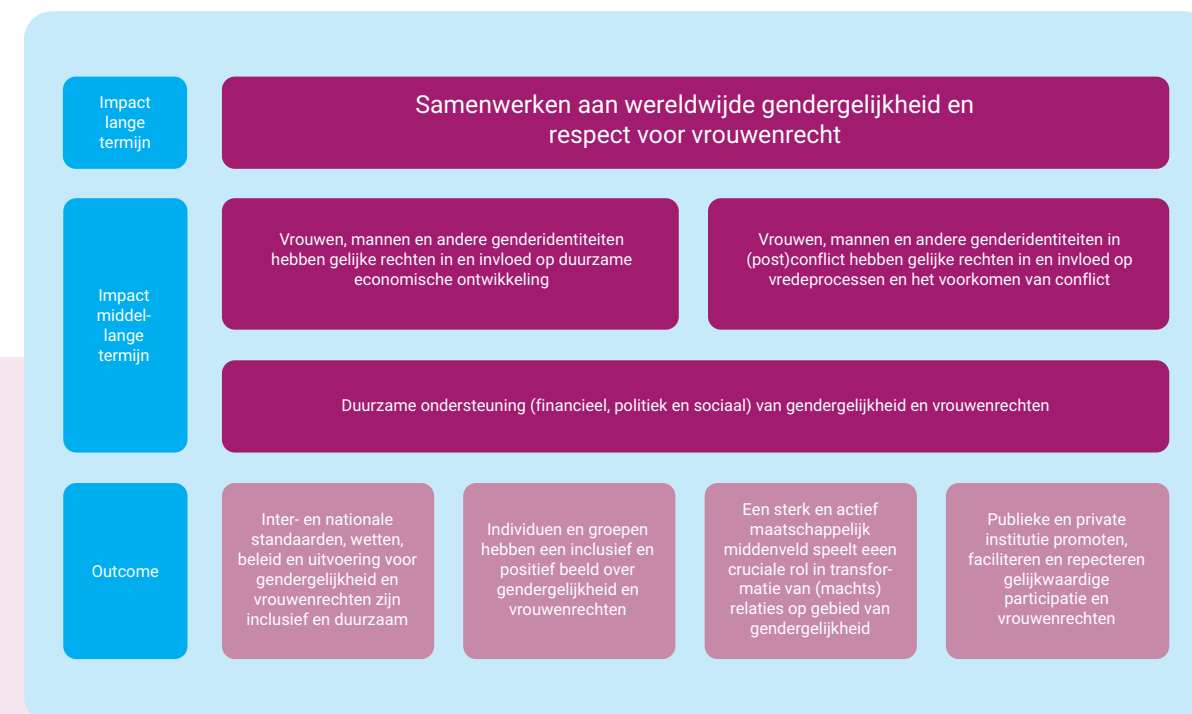 Impact
lange
termijn
Samenwerken aan wereldwijde gendergelijkheid en
respect voor vrouwenrecht
Impact
middel-
lange
termijn
Vrouwen, mannen en andere genderidentiteiten
hebben gelijke rechten in en invloed op duurzame
economische ontwikkeling
Vrouwen, mannen en andere genderidentiteiten in
(post)conflict hebben gelijke rechten in en invloed op
vredeprocessen en het voorkomen van conflict
Duurzame ondersteuning (financieel, politiek en sociaal) van gendergelijkheid en vrouwenrechten
Outcome
Inter- en nationale
standaarden, wetten,
beleid en uitvoering voor
gendergelijkheid en
vrouwenrechten zijn
inclusief en duurzaam
Individuen en groepen
hebben een inclusief en
positief beeld over
gendergelijkheid en
vrouwenrechten
Een sterk en actief
maatschappelijk
middenveld speelt eeen
cruciale rol in transfor-
matie van (machts)
relaties op gebied van
gendergelijkheid
Publieke en private
institutie promoten,
faciliteren en repecteren
gelijkwaardige
participatie en
vrouwenrechten